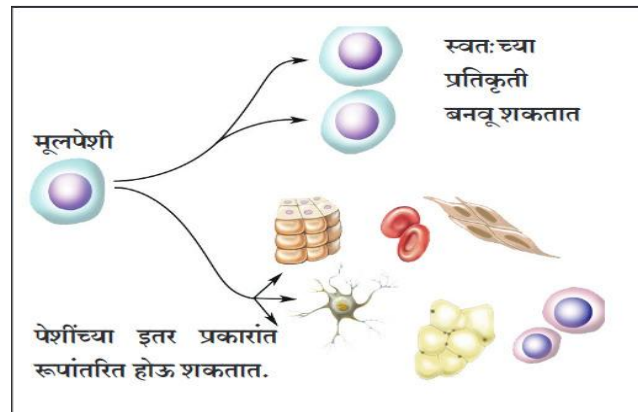 स्वतः च्या
प्रतिकृती
बनवू शकतात
मूलपेशी
पेशींच्या इतर प्रकारांत
रूपांतरित होऊ शकतात.